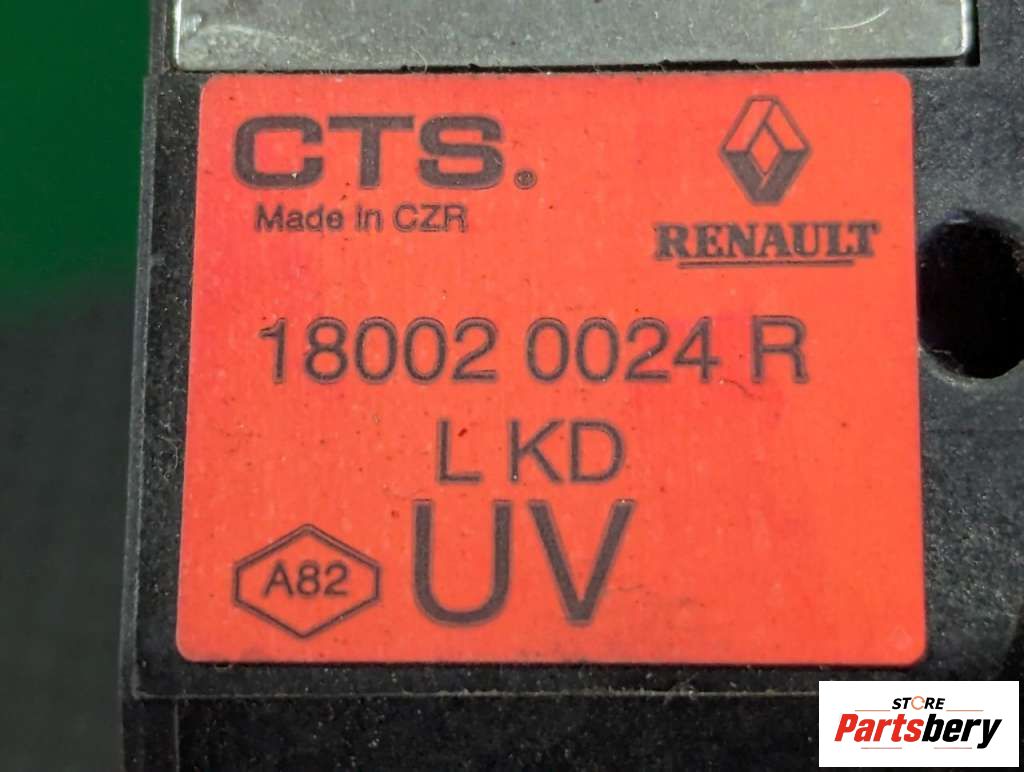 CTS.®
Made in CZR
RENAULT
18002 0024 R
L KD
UV
A82
STORE
Partsbery